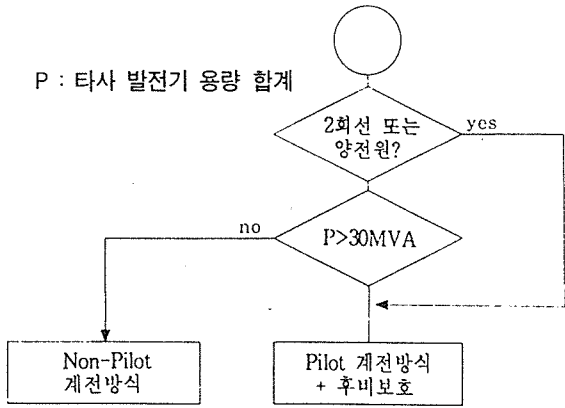 P : 타사 발전기 용량 합계
2회선 또는
양전원?
yes
no
P>30MVA
Non-Pilot
계전방식
Pilot 계전방식
+ 후비보호